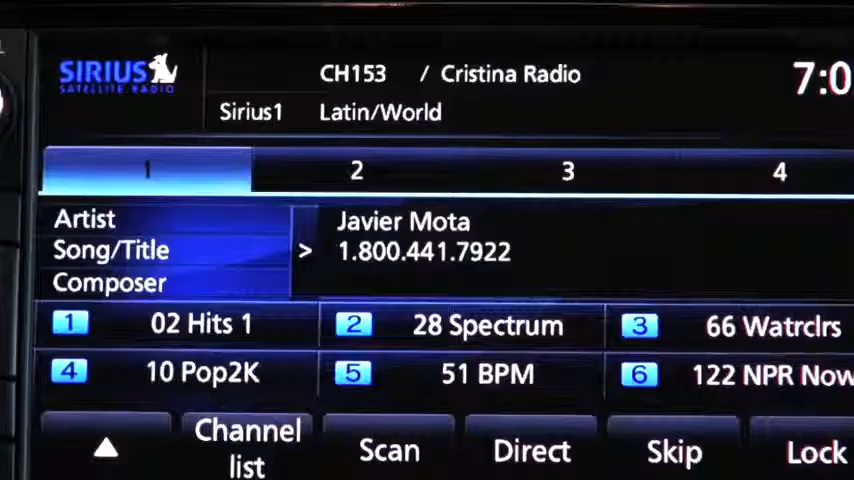 SIRIUS
SATELLITE RADIO
CH153 / Cristina Radio
7:0
Sirius1 Latin/World
1 2 3 4
Artist Javier Mota
Song/Title > 1.800.441.7922
Composer
1 02 Hits 1 2 28 Spectrum 3 66 Watrclrs
4 10 Pop2K 5 51 BPM 6 122 NPR Now
▲ Channel list Scan Direct Skip Lock